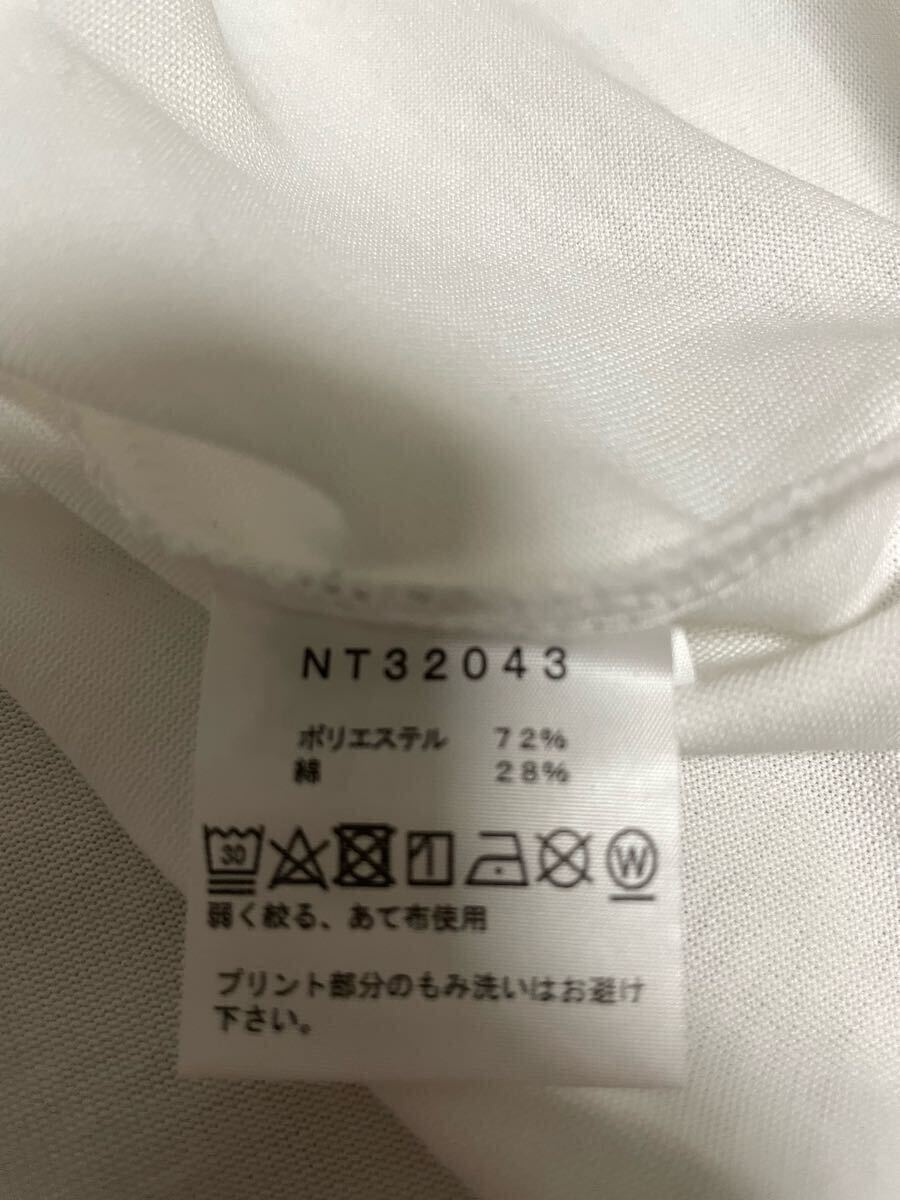 NT32043
ポリエステル 72%
綿 28%
30 W
弱く絞る、あて布使用
プリント部分のもみ洗いはお避け
下さい。